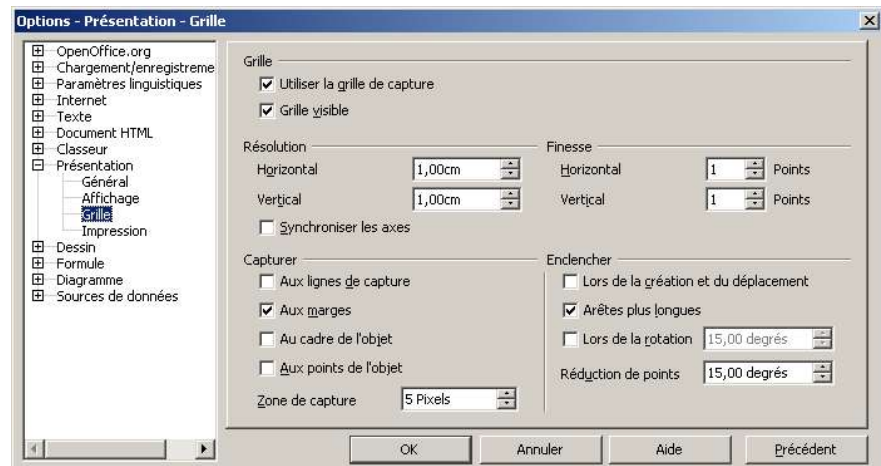 Options - Présentation - Grille
OpenOffice.org
Chargement/enregistreme
Paramètres linguistiques
Internet
Texte
Document HTML
Classeur
Présentation
Général
Affichage
Grille
Impression
Dessin
Formule
Diagramme
Sources de données
Grille
Utiliser la grille de capture
Grille visible
Résolution
Horizontal 1,00cm
Vertical 1,00cm
Synchroniser les axes
Finesse
Horizontal 1 Points
Vertical 1 Points
Capturer
Aux lignes de capture
Aux marges
Au cadre de l'objet
Aux points de l'objet
Zone de capture 5 Pixels
Enclencher
Lors de la création et du déplacement
Arêtes plus longues
Lors de la rotation 15,00 degrés
Réduction de points 15,00 degrés
OK Annuler Aide Précédent